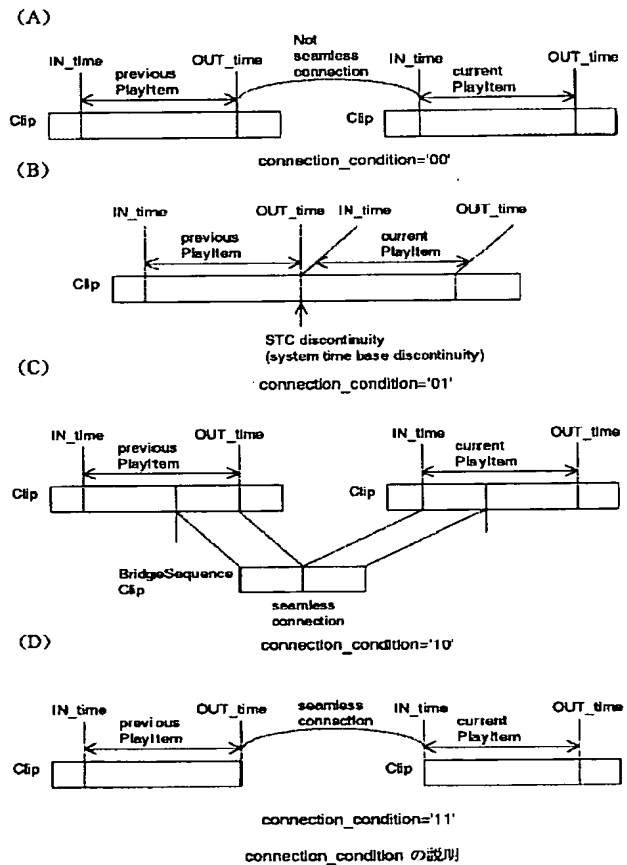 (A)
IN_time OUT_time Not seamless connection IN_time OUT_time
previous PlayItem current PlayItem
Clip Clip
connection_condition='00'
(B)
IN_time OUT_time IN_time OUT_time
previous PlayItem current PlayItem
Clip
STC discontinuity
(system time base discontinuity)
connection_condition='01'
(C)
IN_time previous PlayItem OUT_time IN_time current PlayItem OUT_time
Clip Clip
BridgeSequence
Clip
seamless
connection
connection_condition='10'
(D)
IN_time OUT_time seamless connection IN_time OUT_time
previous PlayItem current PlayItem
Clip Clip
connection_condition='11'
connection_condition の説明